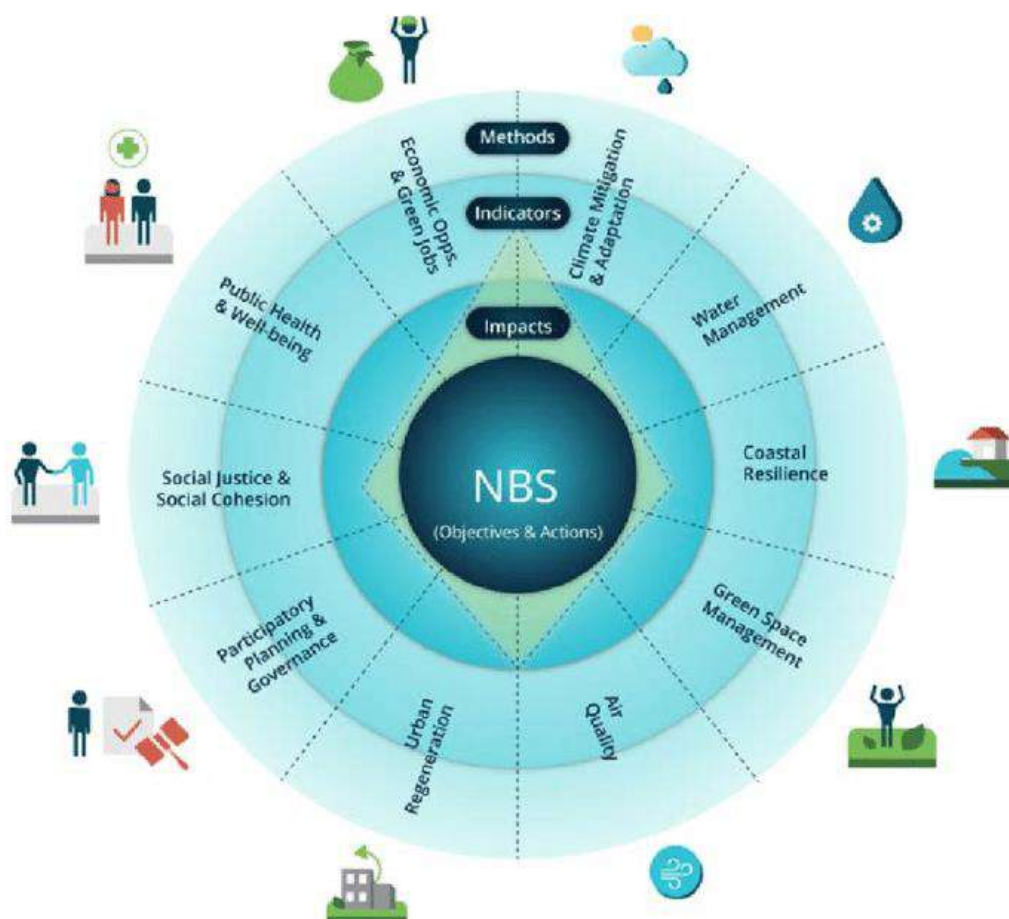 Methods
Indicators
Impacts
NBS
(Objectives & Actions)
Climate Mitigation
& Adaptation
Water
Management
Coastal
Resilience
Green Space
Management
Air
Quality
Urban
Regeneration
Participatory
Planning &
Governance
Social Justice &
Social Cohesion
Public Health
& Well-being
Economic Opps.
& Green Jobs